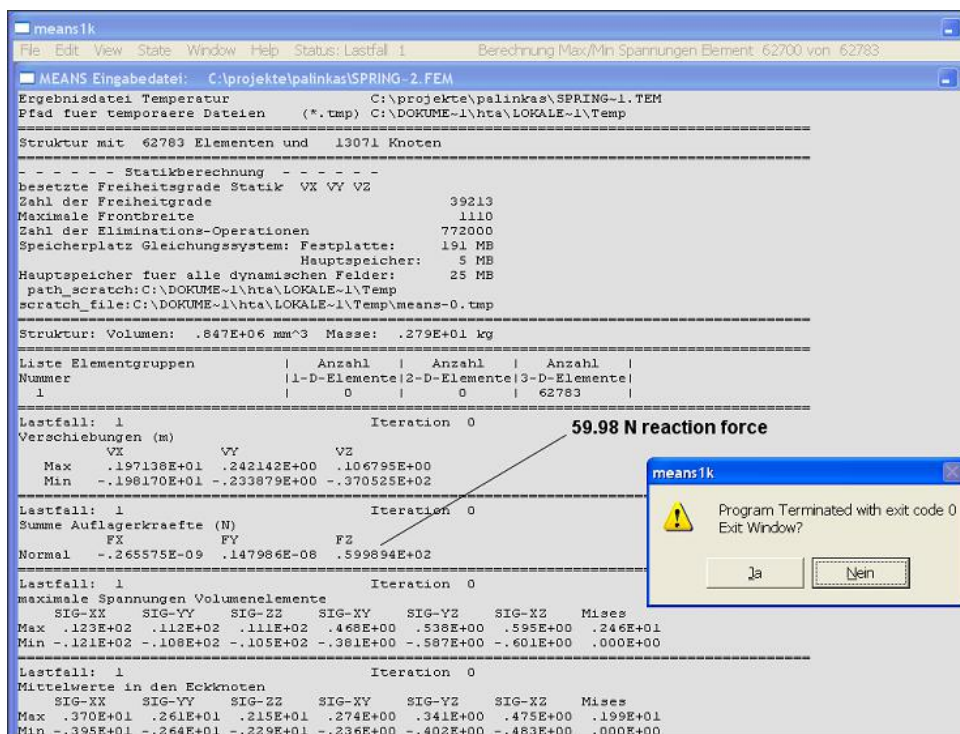 means1k
File Edit View State Window Help Status: Lastfall 1 Berechnung Max/Min Spannungen Element 62700 von 62783
MEANS Eingabedatei: C:\projekte\palinkas\SPRING~2.FEM
Ergebnisdatei Temperatur C:\projekte\palinkas\SPRING~1.TEM
Pfad fuer temporaere Dateien (*.tmp) C:\DOKUME~1\hta\LOKALE~1\Temp
Struktur mit 62783 Elementen und 13071 Knoten
- - - - - - Statikberechnung - - - - - -
besetzte Freiheitsgrade Statik VX VY VZ
Zahl der Freiheitgrade 39213
Maximale Frontbreite 1110
Zahl der Eliminations-Operationen 772000
Speicherplatz Gleichungssystem: Festplatte: 191 MB
Hauptspeicher: 5 MB
Hauptspeicher fuer alle dynamischen Felder: 25 MB
path_scratch:C:\DOKUME~1\hta\LOKALE~1\Temp
scratch_file:C:\DOKUME~1\hta\LOKALE~1\Temp\means-0.tmp
Struktur: Volumen: .847E+06 mm^3 Masse: .279E+01 kg
Liste Elementgruppen | Anzahl | Anzahl | Anzahl |
Nummer |1-D-Elemente|2-D-Elemente|3-D-Elemente|
1 | 0 | 0 | 62783 |
Lastfall: 1 Iteration 0
59.98 N reaction force
Verschiebungen (m)
VX VY VZ
Max .197138E+01 .242142E+00 .106795E+00
Min -.198170E+01 -.233879E+00 -.370525E+02
means1k
Program Terminated with exit code 0
Exit Window?
Ja Nein
Lastfall: 1 Iteration 0
Summe Auflagerkraefte (N)
FX FY FZ
Normal -.265575E-09 .147986E-08 .599894E+02
Lastfall: 1 Iteration 0
maximale Spannungen Volumenelemente
SIG-XX SIG-YY SIG-ZZ SIG-XY SIG-YZ SIG-XZ Mises
Max .123E+02 .112E+02 .111E+02 .468E+00 .538E+00 .595E+00 .246E+01
Min -.121E+02 -.108E+02 -.105E+02 -.381E+00 -.587E+00 -.601E+00 .000E+00
Lastfall: 1 Iteration 0
Mittelwerte in den Eckknoten
SIG-XX SIG-YY SIG-ZZ SIG-XY SIG-YZ SIG-XZ Mises
Max .370E+01 .261E+01 .215E+01 .274E+00 .341E+00 .475E+00 .199E+01
Min -.395E+01 -.264E+01 -.229E+01 -.236E+00 -.402E+00 -.483E+00 .000E+00